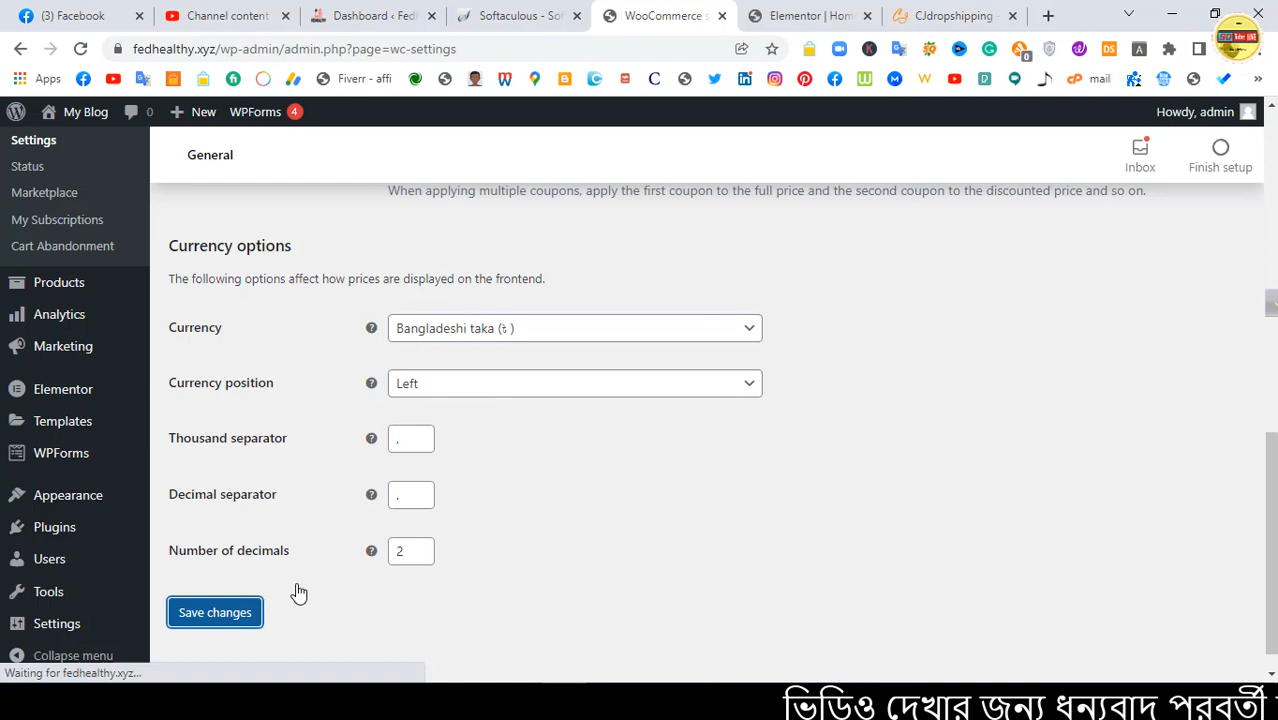 (3) Facebook
Channel content
Dashboard ‹ Fedh
Softaculous - Sof
WooCommerce s
Elementor | Hom
CJdropshipping -
fedhealthy.xyz/wp-admin/admin.php?page=wc-settings
Apps
Fiverr - affi
mail
My Blog
0
New
WPForms
4
Howdy, admin
Settings
Status
Marketplace
My Subscriptions
Cart Abandonment
Products
Analytics
Marketing
Elementor
Templates
WPForms
Appearance
Plugins
Users
Tools
Settings
Collapse menu
General
Inbox
Finish setup
When applying multiple coupons, apply the first coupon to the full price and the second coupon to the discounted price and so on.
Currency options
The following options affect how prices are displayed on the frontend.
Currency
Bangladeshi taka (৳ )
Currency position
Left
Thousand separator
,
Decimal separator
.
Number of decimals
2
Save changes
Waiting for fedhealthy.xyz...
ভিডিও দেখার জন্য ধন্যবাদ পরবর্তী